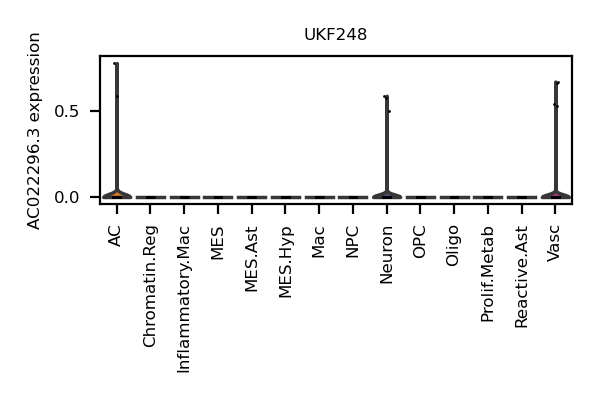 UKF248
AC022296.3 expression
0.5
0.0
AC
Chromatin.Reg
Inflammatory.Mac
MES
MES.Ast
MES.Hyp
Mac
NPC
Neuron
OPC
Oligo
Prolif.Metab
Reactive.Ast
Vasc